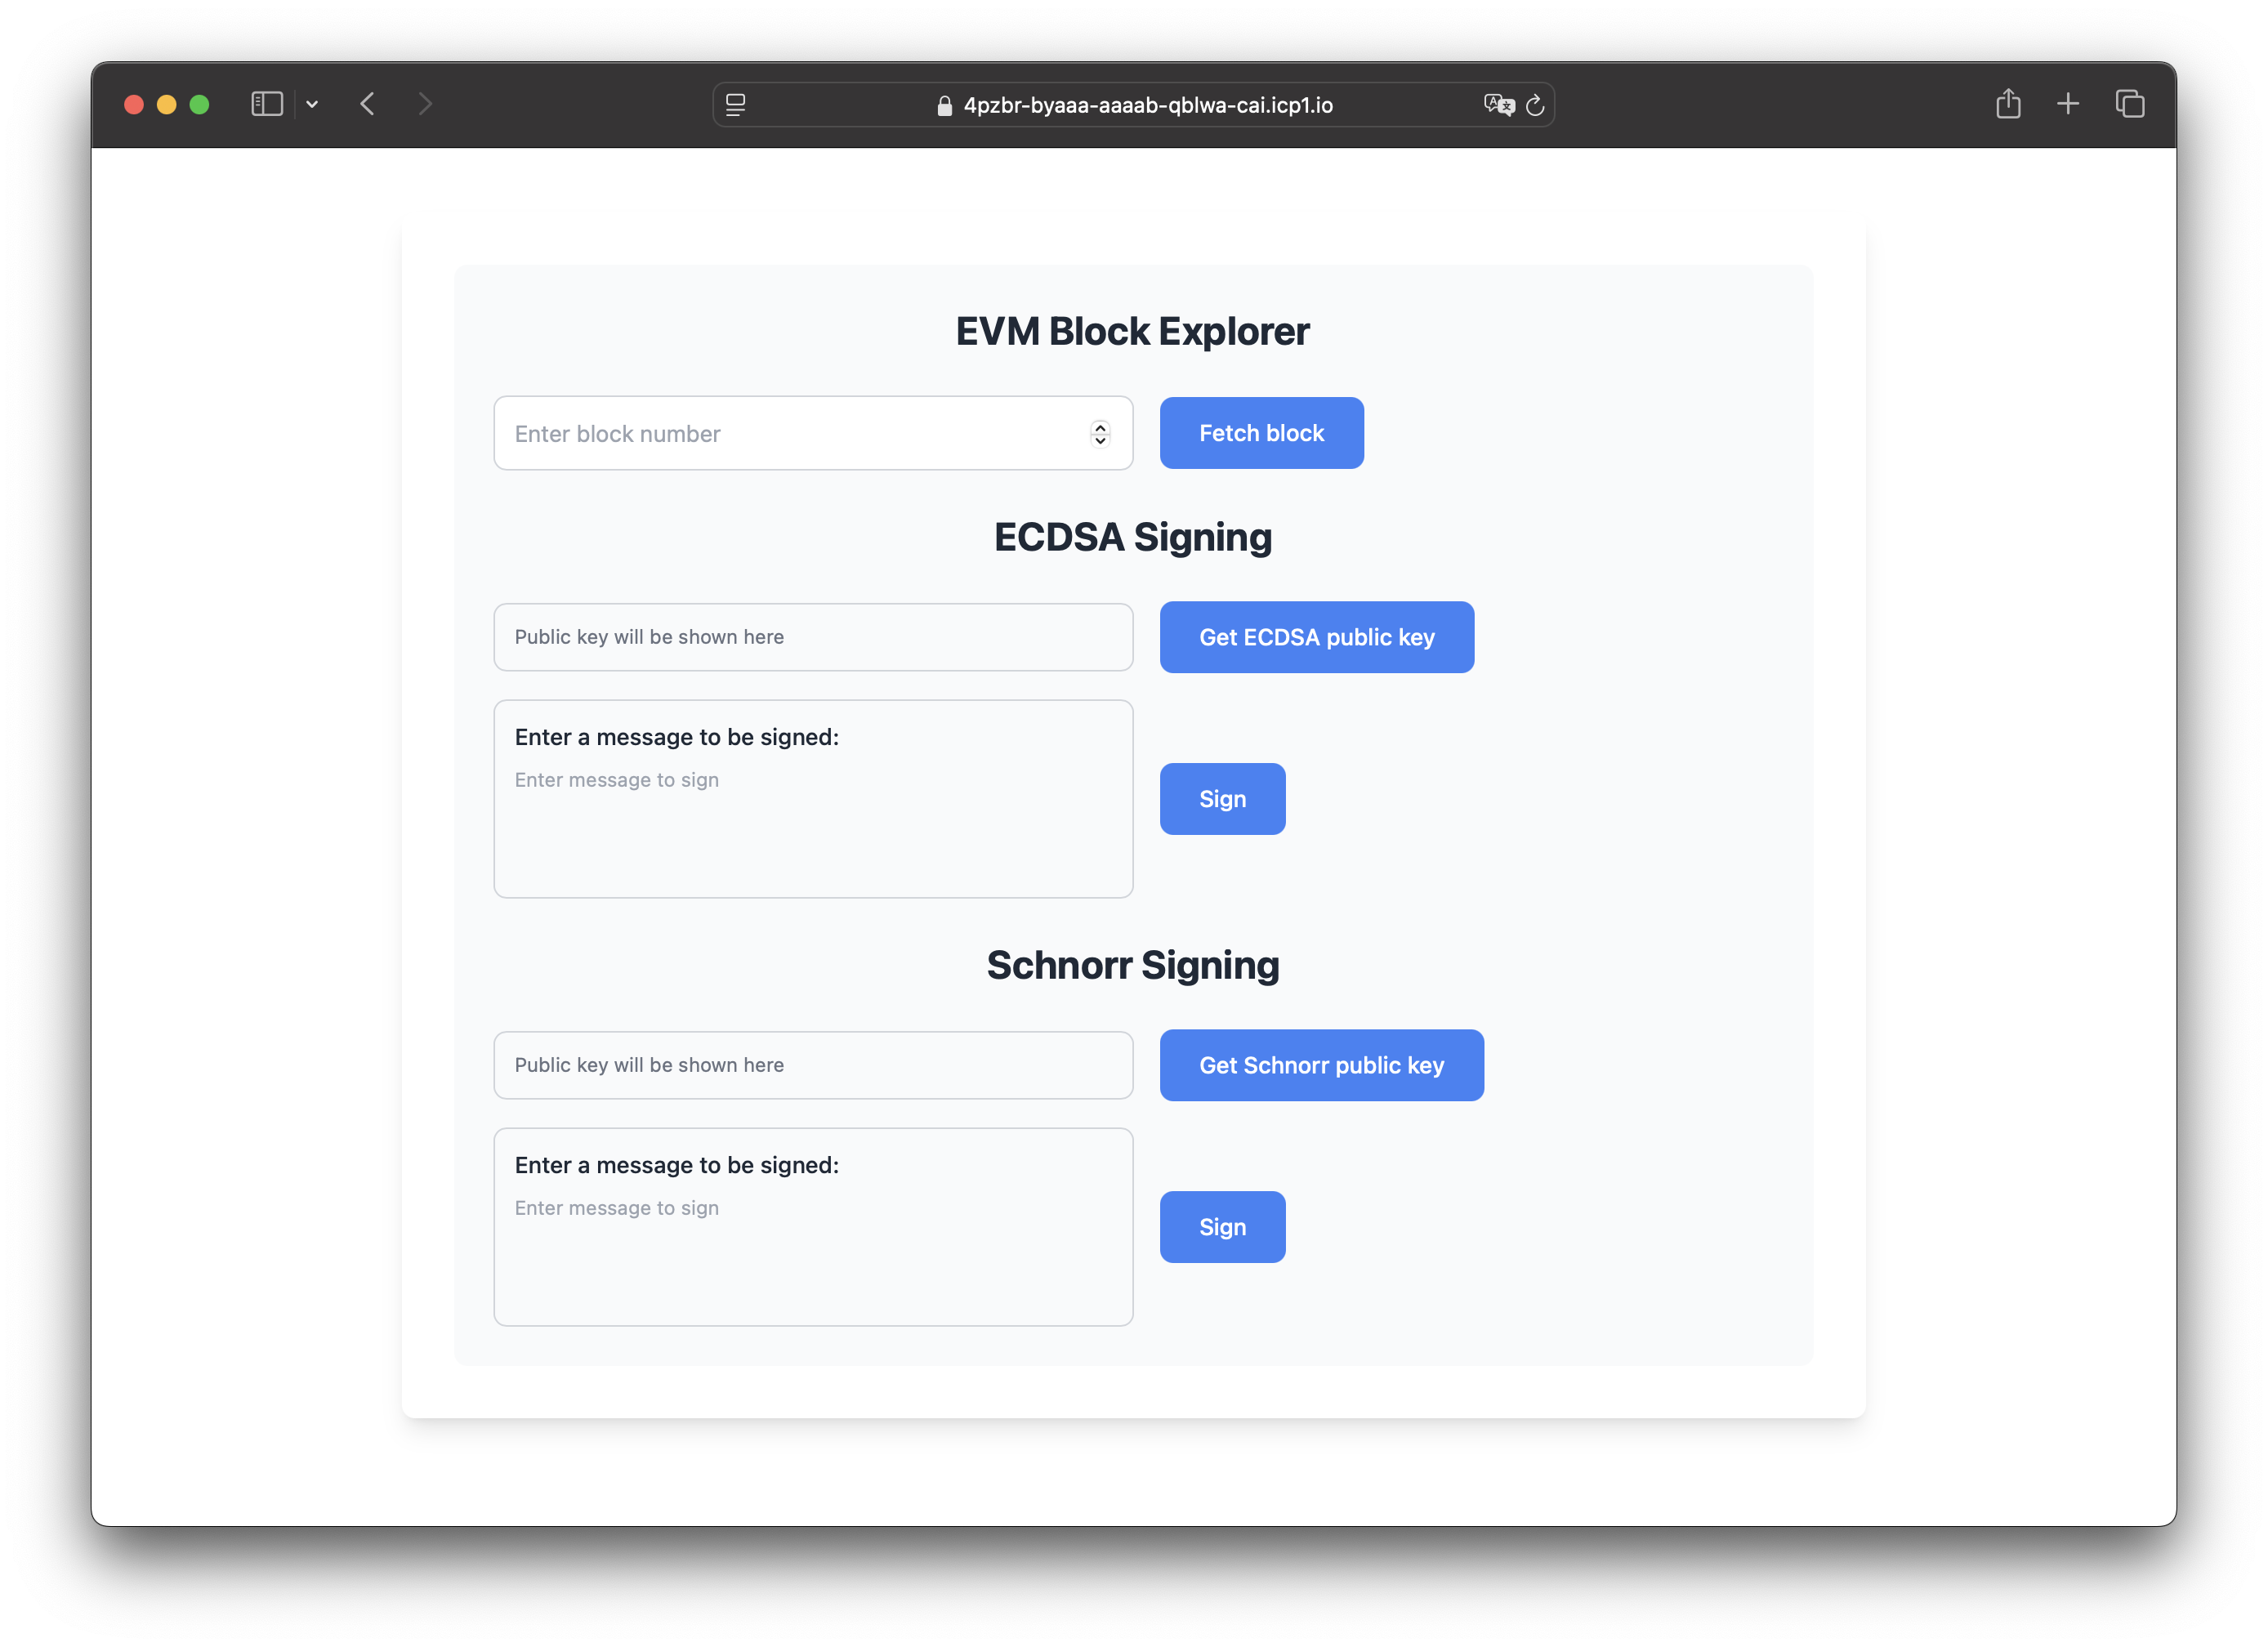 4pzbr-byaaa-aaaab-qblwa-cai.icp1.io
EVM Block Explorer
Enter block number
Fetch block
ECDSA Signing
Public key will be shown here
Get ECDSA public key
Enter a message to be signed:
Enter message to sign
Sign
Schnorr Signing
Public key will be shown here
Get Schnorr public key
Enter a message to be signed:
Enter message to sign
Sign